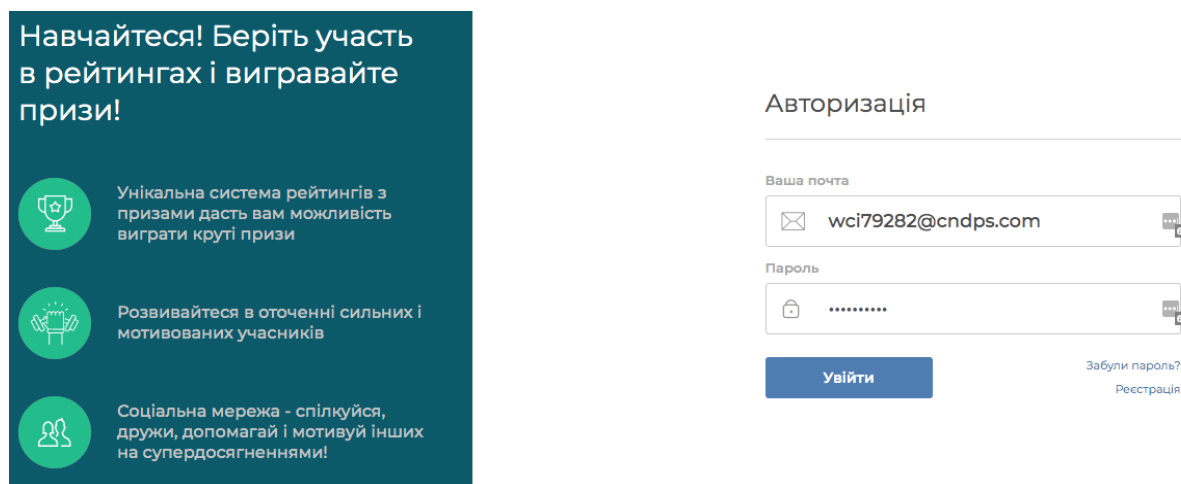 Навчайтеся! Беріть участь
в рейтингах і вигравайте
призи!
Унікальна система рейтингів з
призами дасть вам можливість
виграти круті призи
Розвивайтеся в оточенні сильних і
мотивованих учасників
Соціальна мережа - спілкуйся,
дружи, допомагай і мотивуй інших
на супердосягненнями!
Авторизація
Ваша почта
wci79282@cndps.com
Пароль
••••••••••
Увійти
Забули пароль?
Реєстрація